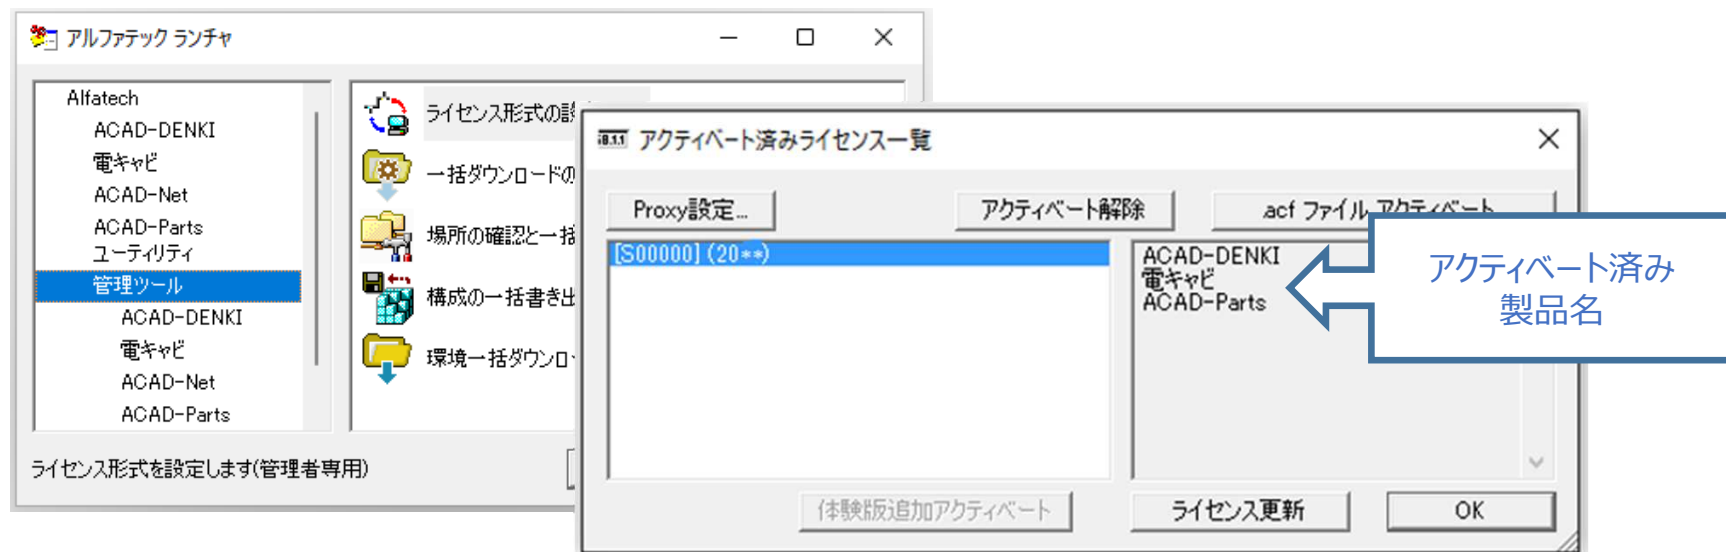 アルファテック ランチャ
Alfatech
ACAD-DENKI
電キャビ
ACAD-Net
ACAD-Parts
ユーティリティ
管理ツール
ACAD-DENKI
電キャビ
ACAD-Net
ACAD-Parts
ライセンス形式の設
一括ダウンロードの
場所の確認と一括
構成の一括書き出
環境一括ダウンロー
ライセンス形式を設定します(管理者専用)
アクティベート済みライセンス一覧
Proxy設定...
アクティベート解除
.acf ファイル アクティベート
[S00000] (20**)
ACAD-DENKI
電キャビ
ACAD-Parts
アクティベート済み
製品名
体験版追加アクティベート
ライセンス更新
OK